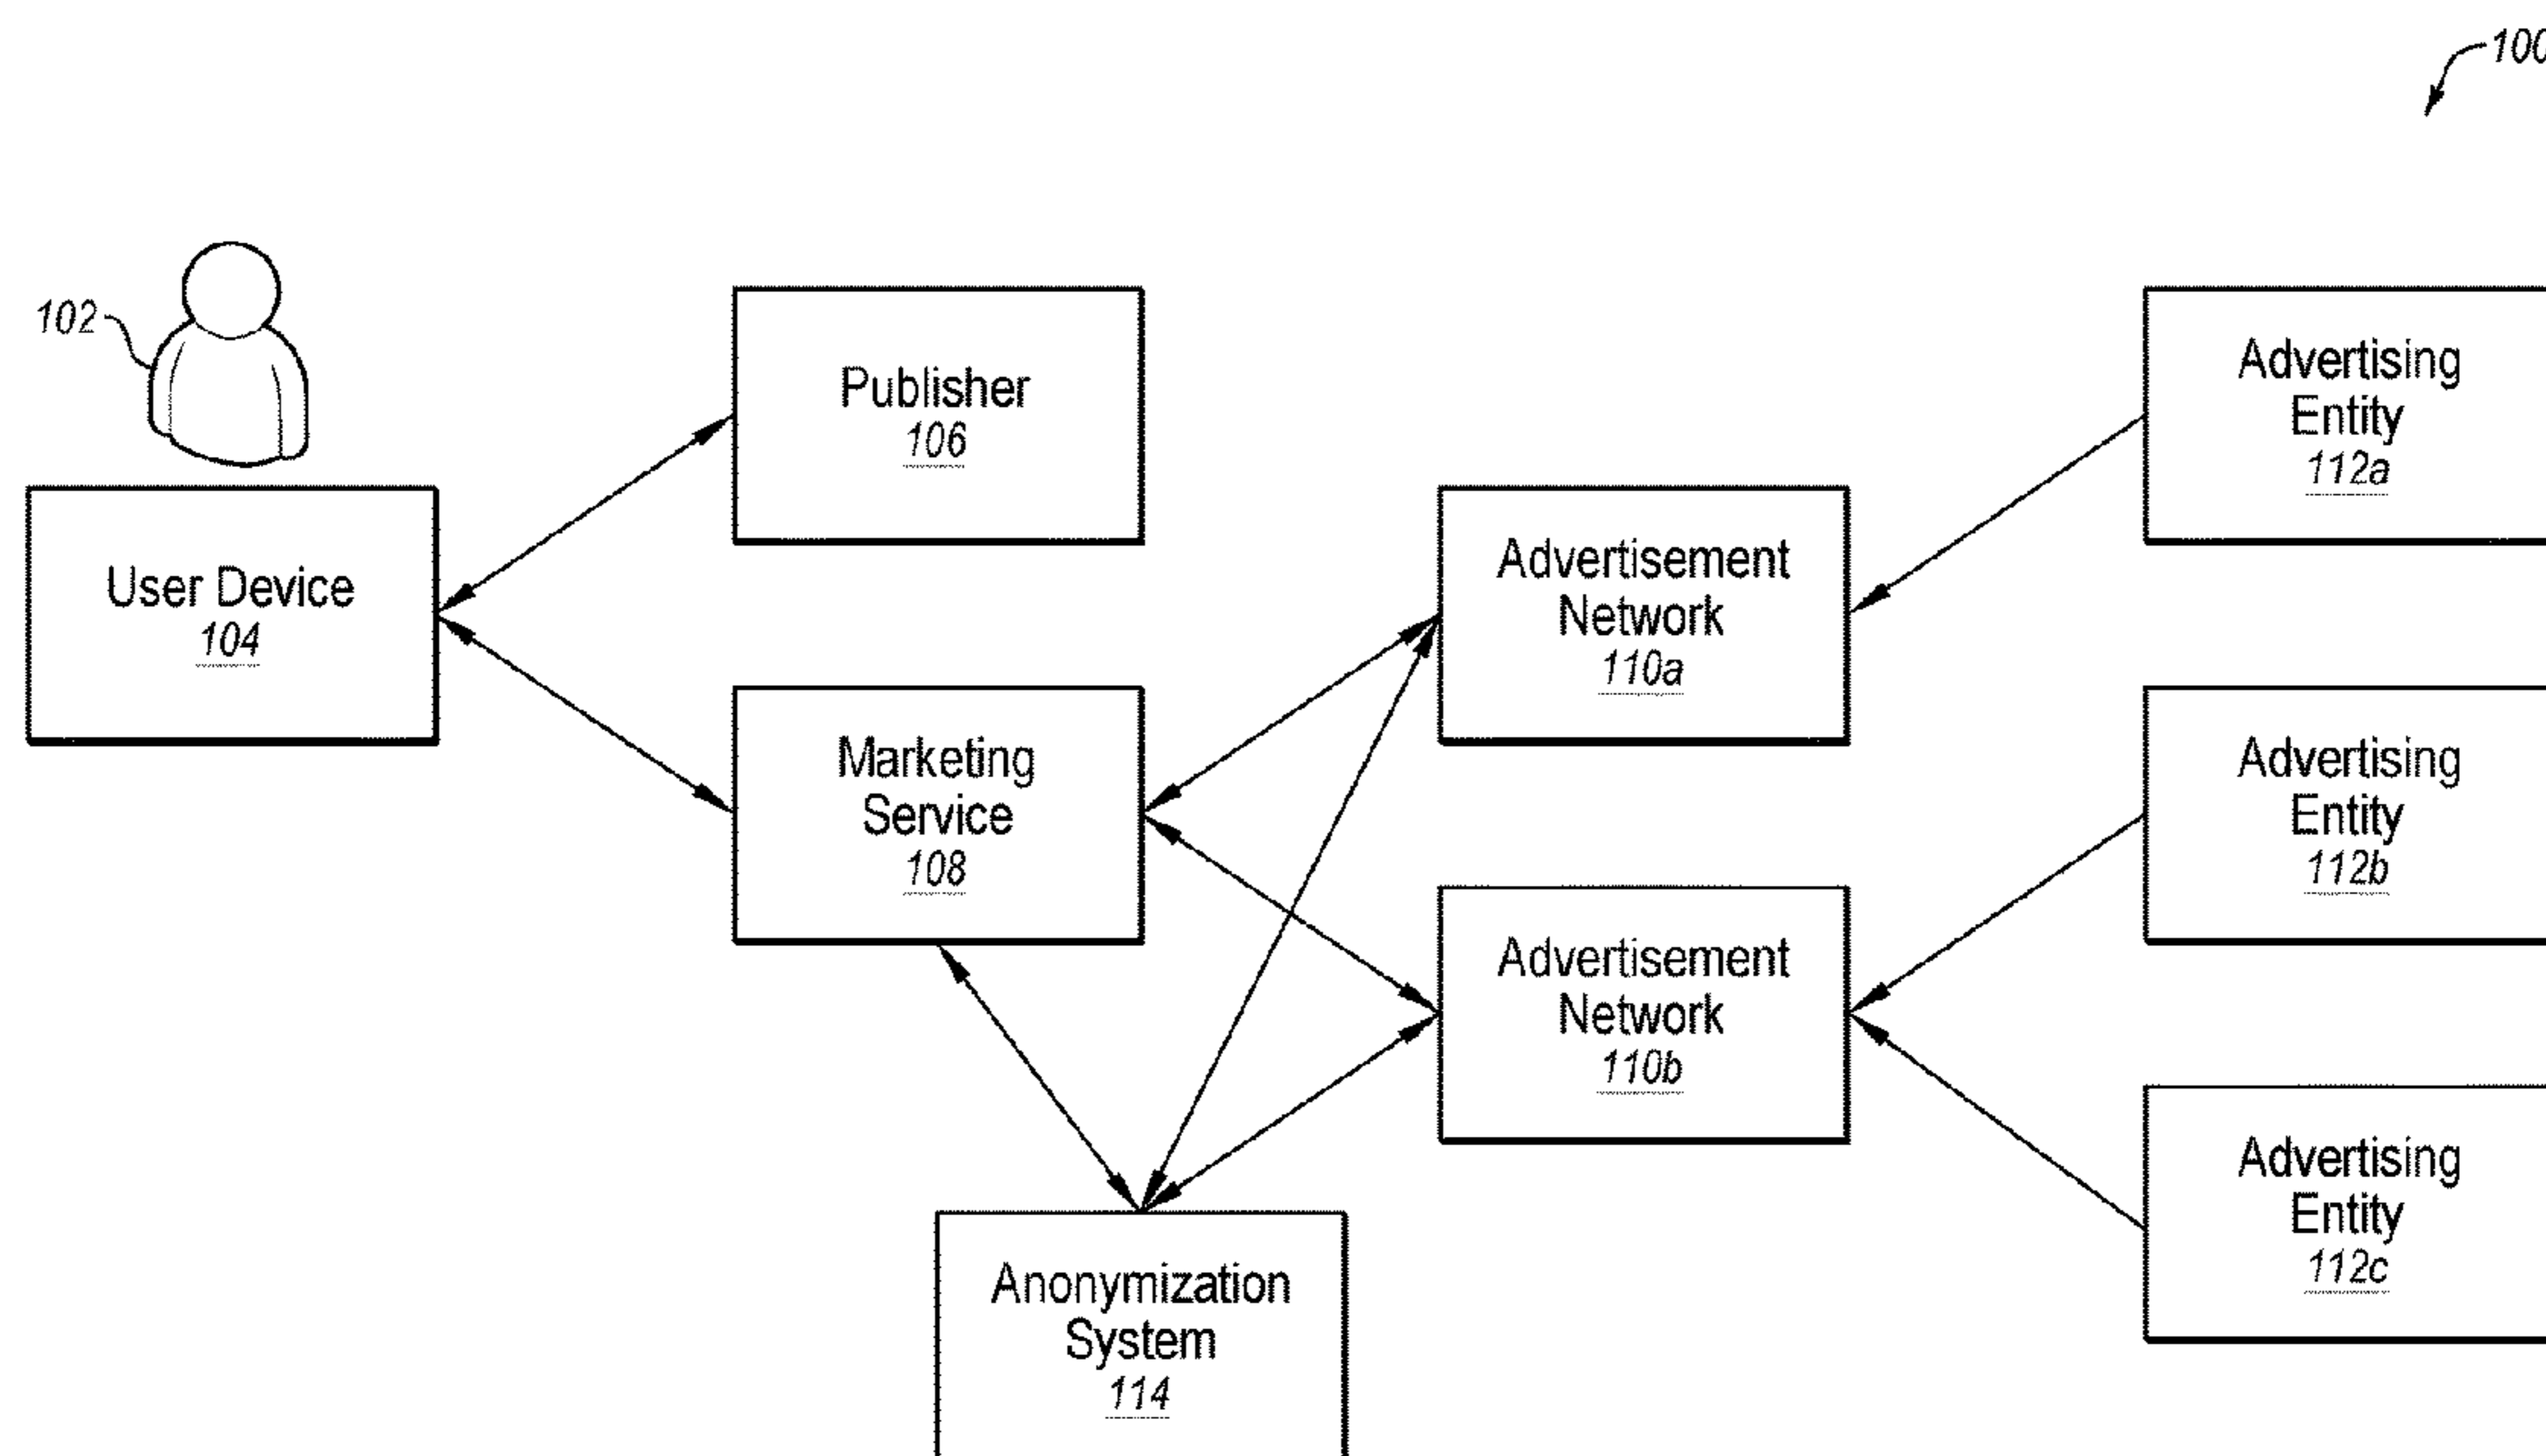 100
102
Publisher
106
Advertising
Entity
112a
User Device
104
Advertisement
Network
110a
Marketing
Service
108
Advertising
Entity
112b
Advertisement
Network
110b
Advertising
Entity
112c
Anonymization
System
114